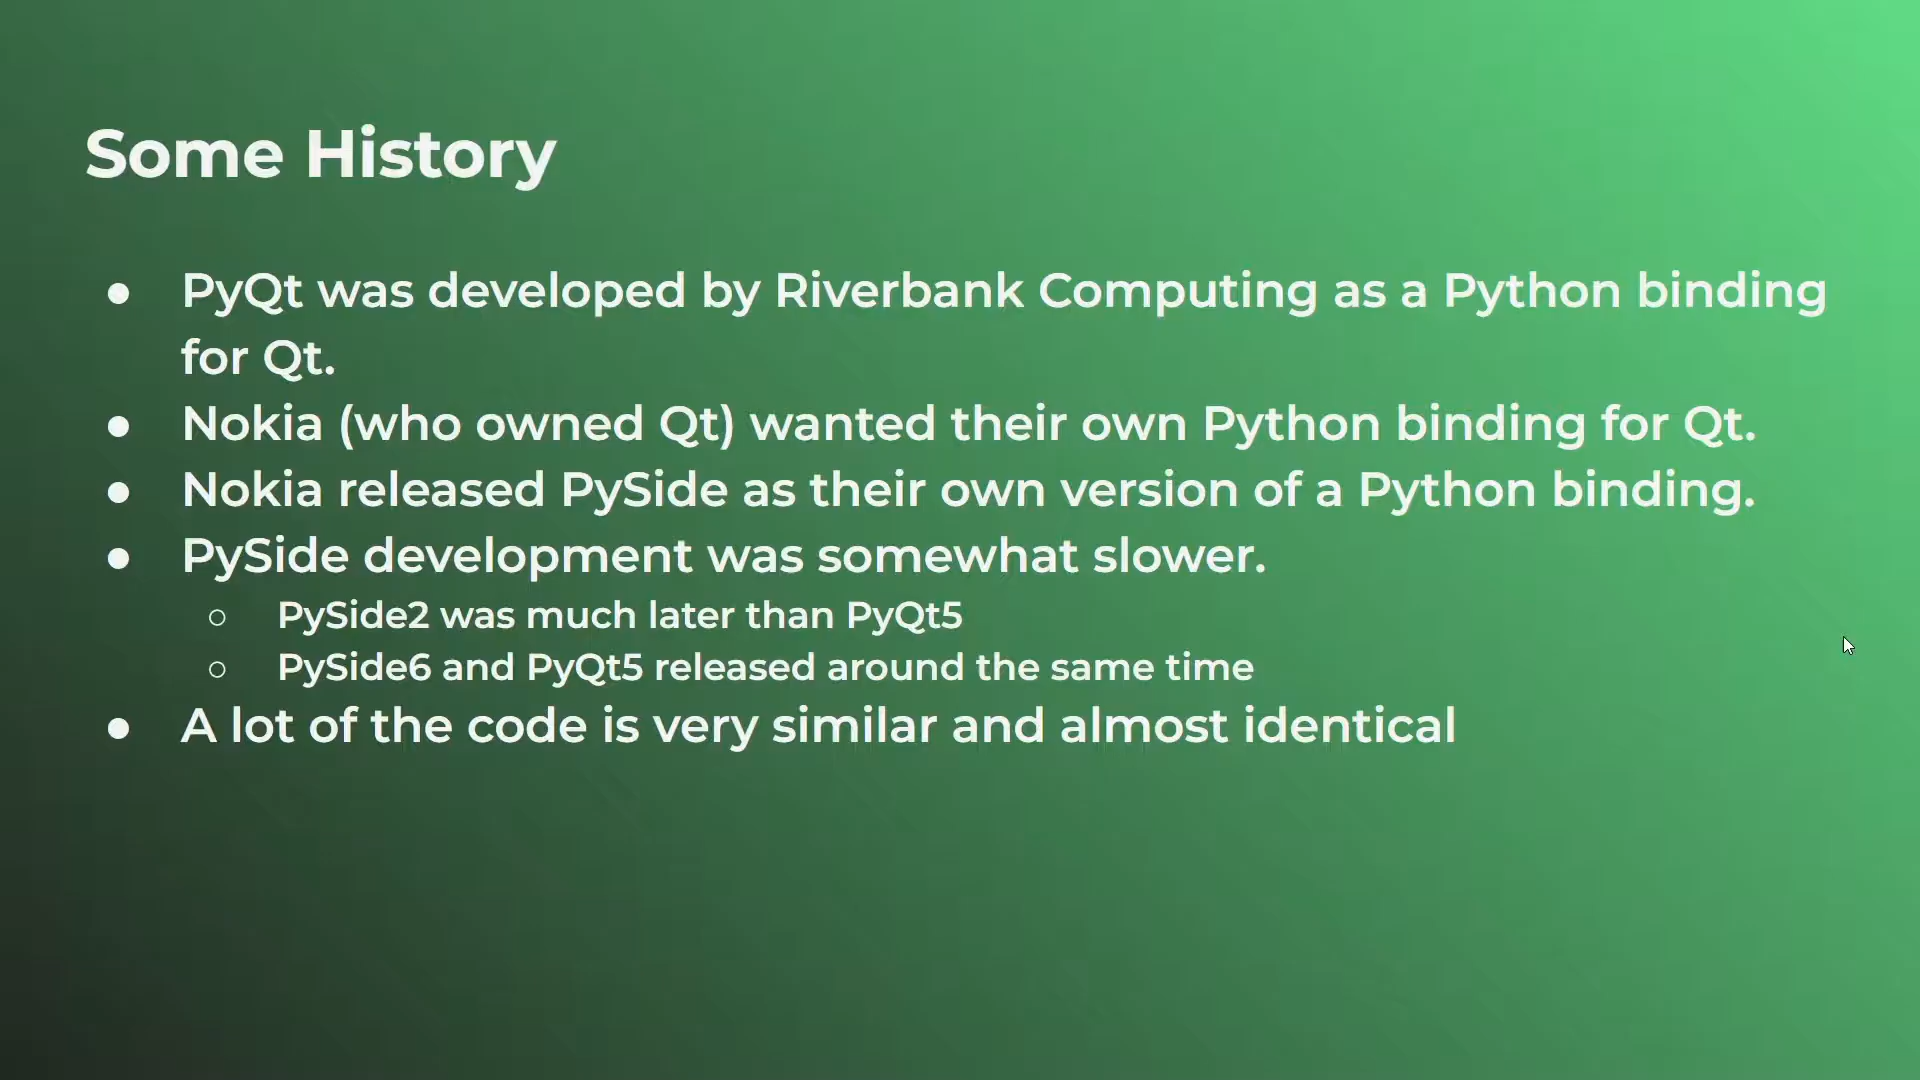 Some History
● PyQt was developed by Riverbank Computing as a Python binding
for Qt.
● Nokia (who owned Qt) wanted their own Python binding for Qt.
● Nokia released PySide as their own version of a Python binding.
● PySide development was somewhat slower.
○ PySide2 was much later than PyQt5
○ PySide6 and PyQt5 released around the same time
● A lot of the code is very similar and almost identical